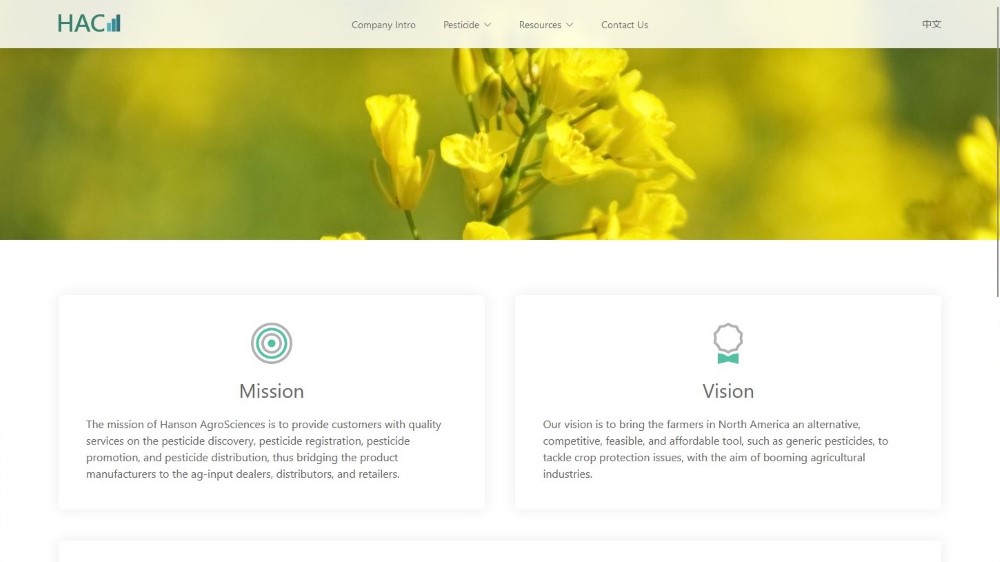 HAC
Company Intro
Pesticide
Resources
Contact Us
中文
Mission
The mission of Hanson AgroSciences is to provide customers with quality
services on the pesticide discovery, pesticide registration, pesticide
promotion, and pesticide distribution, thus bridging the product
manufacturers to the ag-input dealers, distributors, and retailers.
Vision
Our vision is to bring the farmers in North America an alternative,
competitive, feasible, and affordable tool, such as generic pesticides, to
tackle crop protection issues, with the aim of booming agricultural
industries.